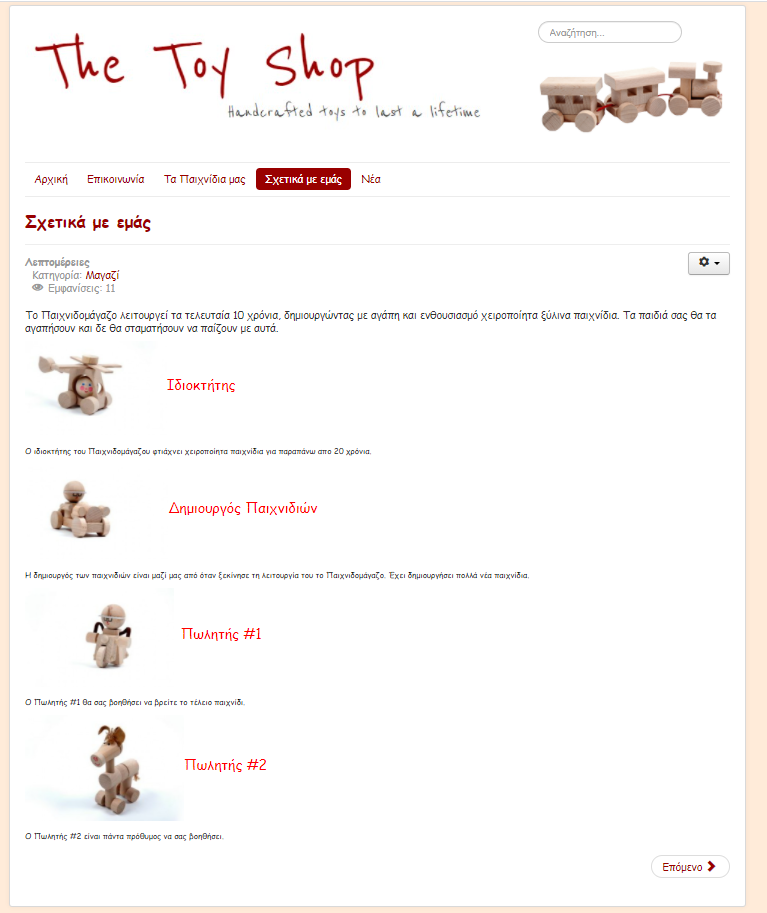 The Toy Shop
Αναζήτηση...
Handcrafted toys to last a lifetime
Αρχική Επικοινωνία Τα Παιχνίδια μας Σχετικά με εμάς Νέα
Σχετικά με εμάς
Λεπτομέρειες
Κατηγορία: Μαγαζί
Εμφανίσεις: 11
Το Παιχνιδομάγαζο λειτουργεί τα τελευταία 10 χρόνια, δημιουργώντας με αγάπη και ενθουσιασμό χειροποίητα ξύλινα παιχνίδια. Τα παιδιά σας θα τα
αγαπήσουν και δε θα σταματήσουν να παίζουν με αυτά.
Ιδιοκτήτης
Ο ιδιοκτήτης του Παιχνιδομάγαζου φτιάχνει χειροποίητα παιχνίδια για παραπάνω απο 20 χρόνια.
Δημιουργός Παιχνιδιών
Η δημιουργός των παιχνιδιών είναι μαζί μας από όταν ξεκίνησε τη λειτουργία του το Παιχνιδομάγαζο. Έχει δημιουργήσει πολλά νέα παιχνίδια.
Πωλητής #1
Ο Πωλητής #1 θα σας βοηθήσει να βρείτε το τέλειο παιχνίδι.
Πωλητής #2
Ο Πωλητής #2 είναι πάντα πρόθυμος να σας βοηθήσει.
Επόμενο